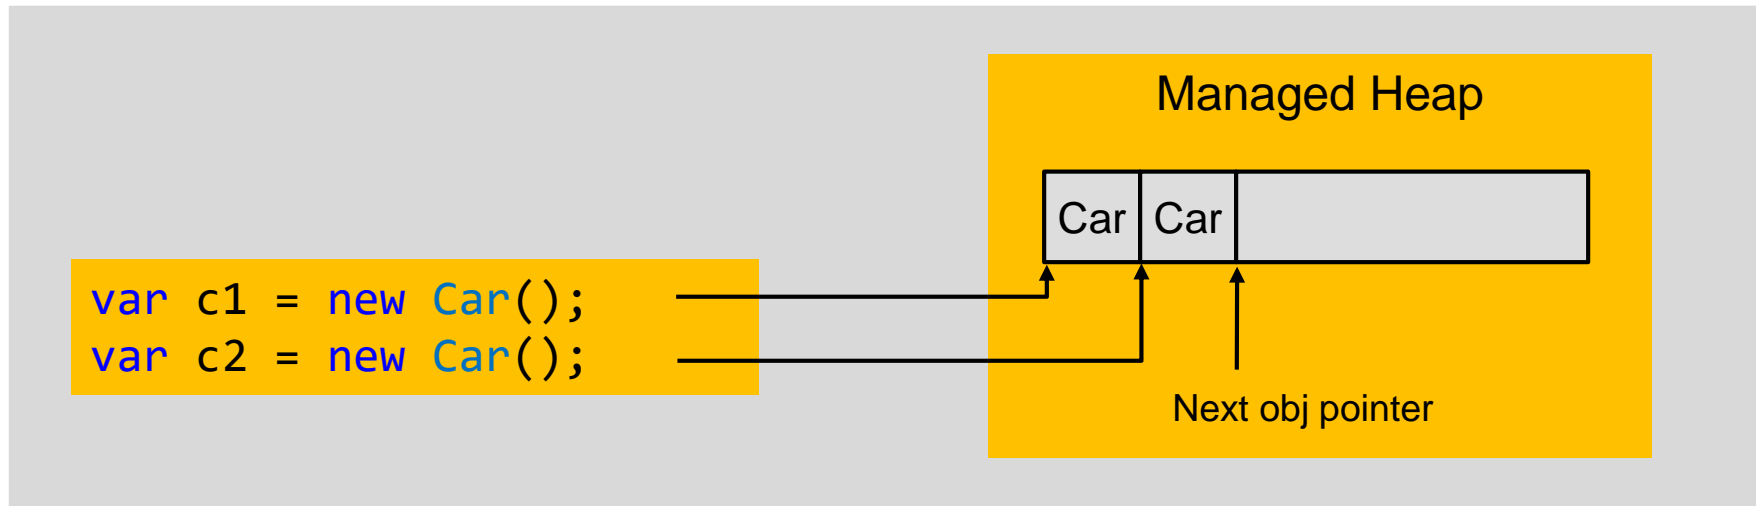 Managed Heap
Car Car
var c1 = new Car();
var c2 = new Car();
Next obj pointer